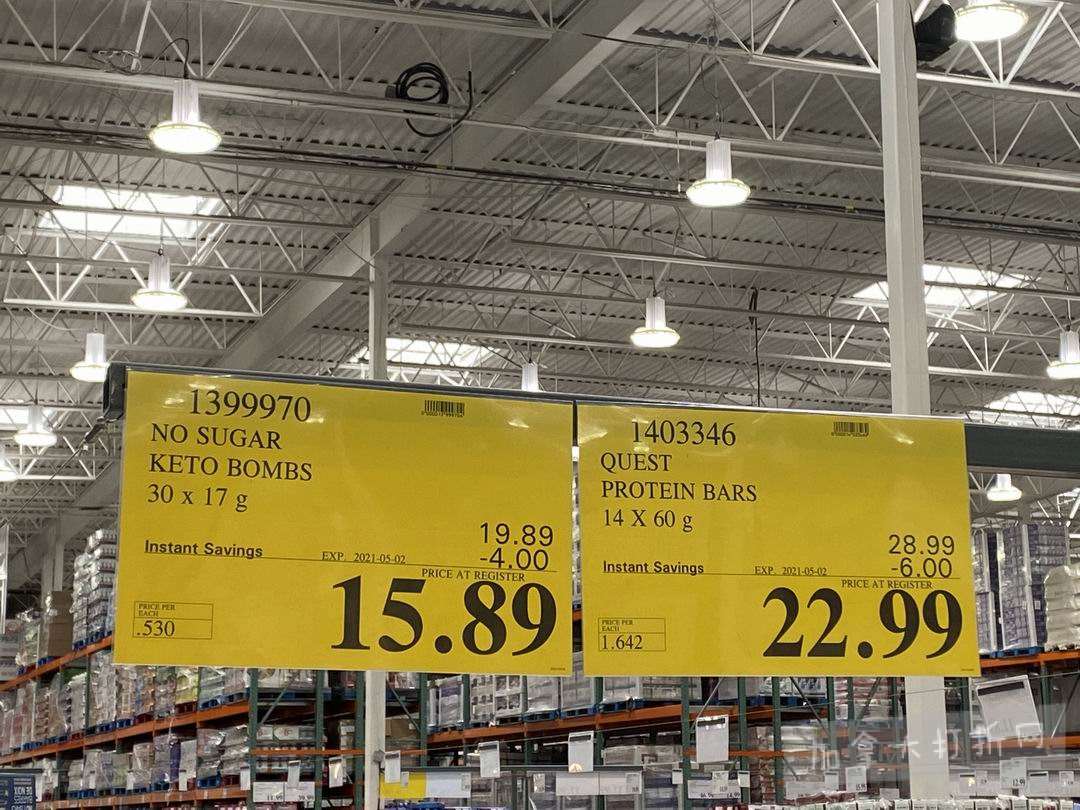 1399970
NO SUGAR
KETO BOMBS
30 x 17 g
19.89
Instant Savings EXP. 2021-05-02 -4.00
PRICE AT REGISTER
15.89
PRICE PER
EACH
.530
1403346
QUEST
PROTEIN BARS
14 X 60 g
28.99
Instant Savings EXP. 2021-05-02 -6.00
PRICE AT REGISTER
22.99
PRICE PER
EACH
1.642
加拿大打折网